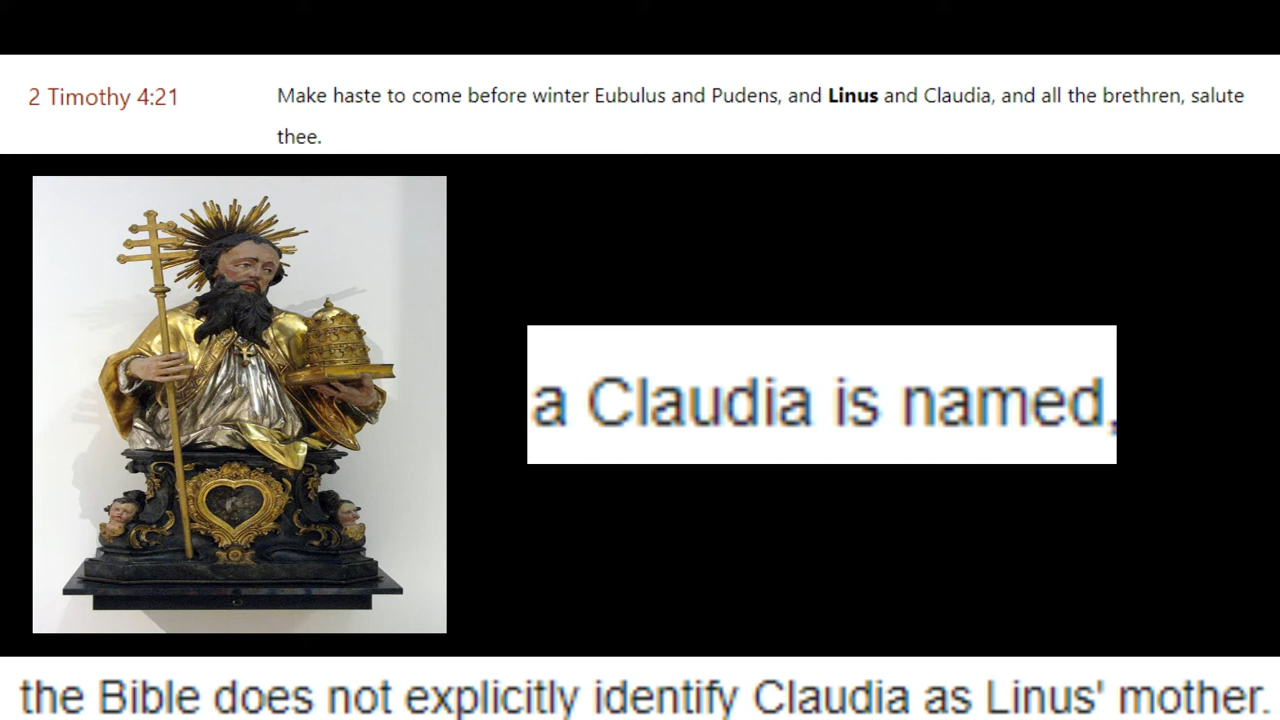 2 Timothy 4:21 Make haste to come before winter Eubulus and Pudens, and Linus and Claudia, and all the brethren, salute
thee.
a Claudia is named,
the Bible does not explicitly identify Claudia as Linus' mother.